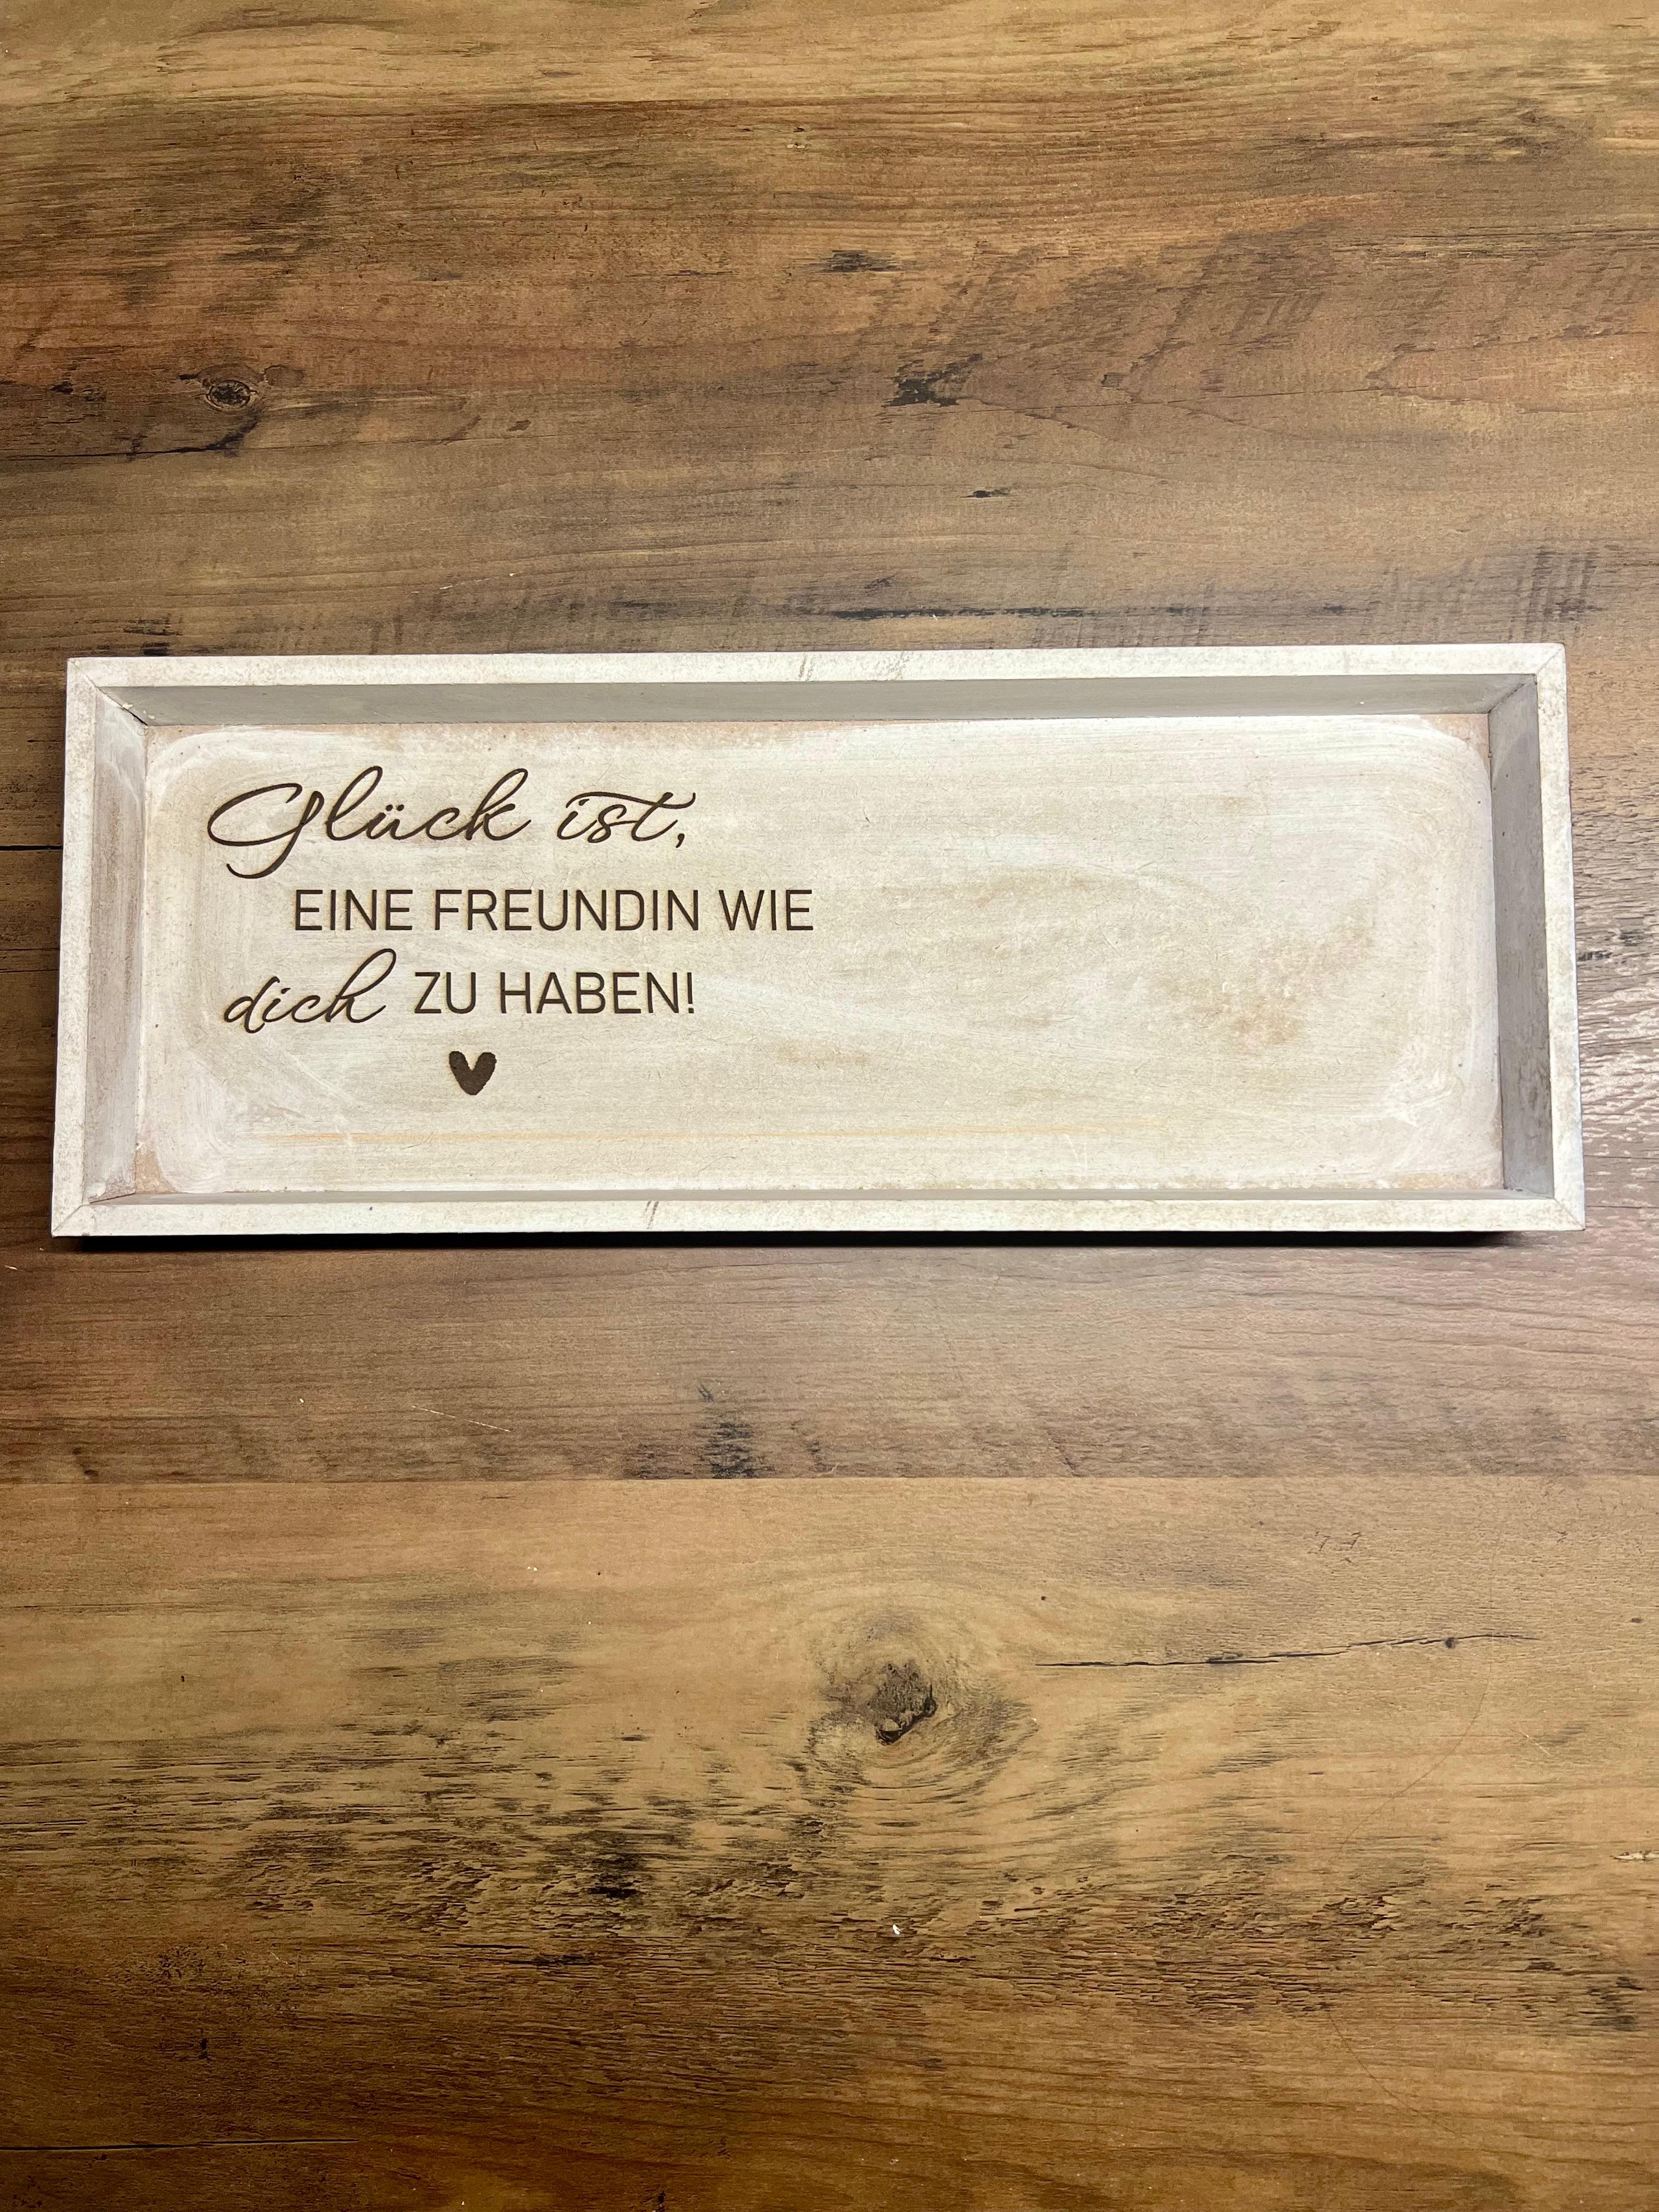 Glück ist,
EINE FREUNDIN WIE
dich ZU HABEN!